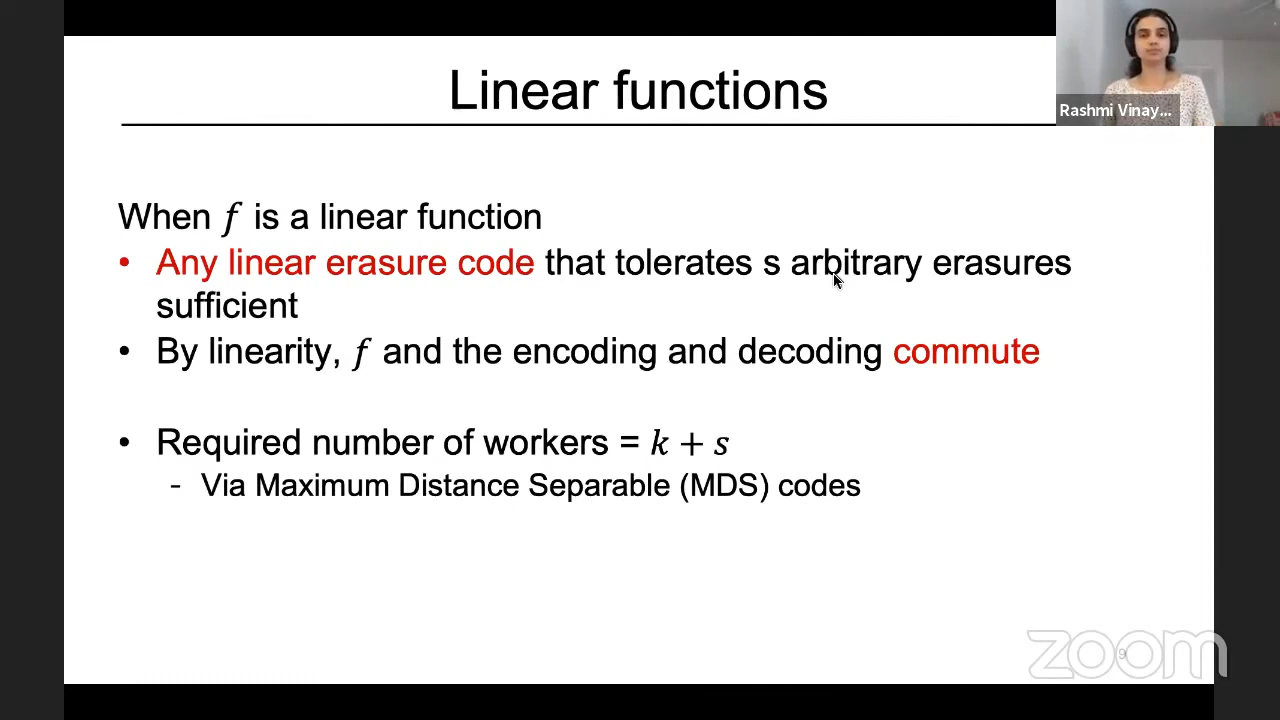 Linear functions
Rashmi Vinay...
When f is a linear function
• Any linear erasure code that tolerates s arbitrary erasures
sufficient
• By linearity, f and the encoding and decoding commute
• Required number of workers = k + s
- Via Maximum Distance Separable (MDS) codes
zoom
9